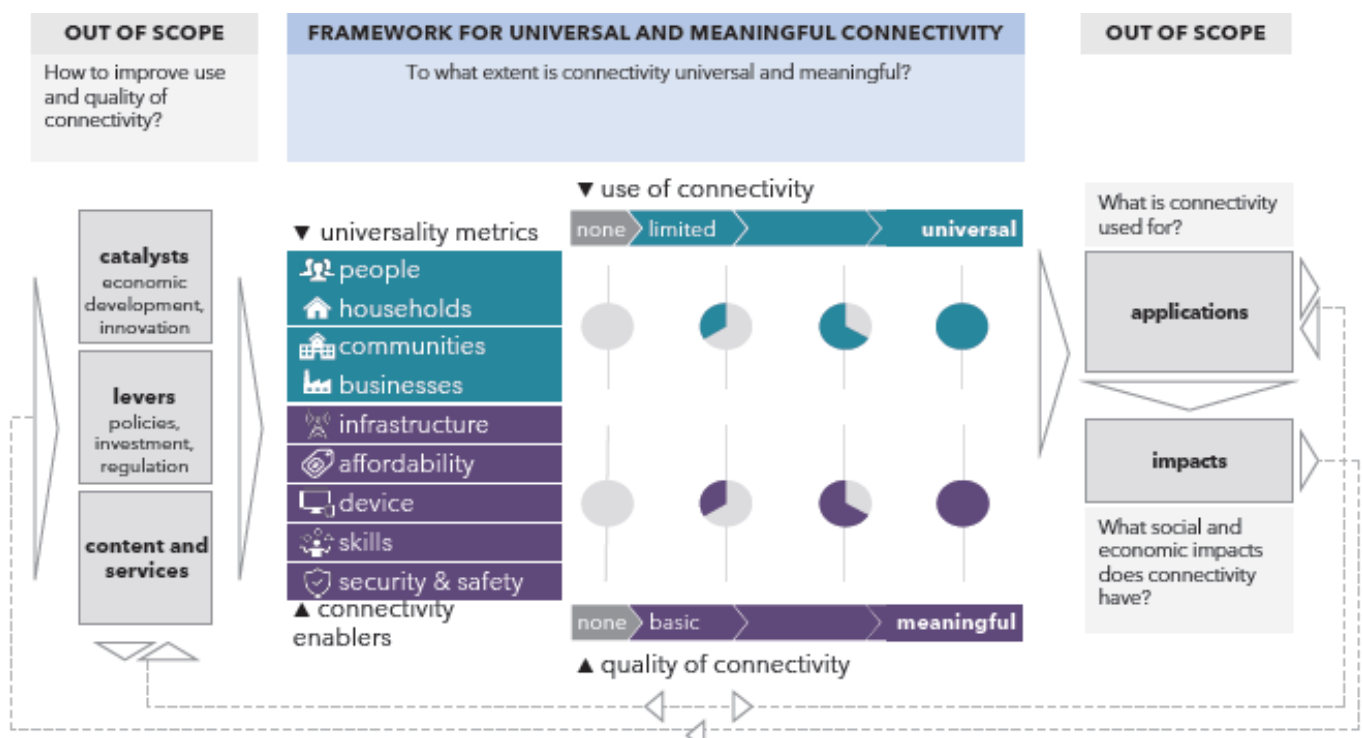 OUT OF SCOPE
How to improve use
and quality of
connectivity?
FRAMEWORK FOR UNIVERSAL AND MEANINGFUL CONNECTIVITY
To what extent is connectivity universal and meaningful?
OUT OF SCOPE
catalysts
economic
development,
innovation
levers
policies,
investment,
regulation
content and
services
▼ universality metrics
people
households
communities
businesses
infrastructure
affordability
device
skills
security & safety
▲ connectivity
enablers
▼ use of connectivity
none limited universal
none basic meaningful
▲ quality of connectivity
What is connectivity
used for?
applications
impacts
What social and
economic impacts
does connectivity
have?